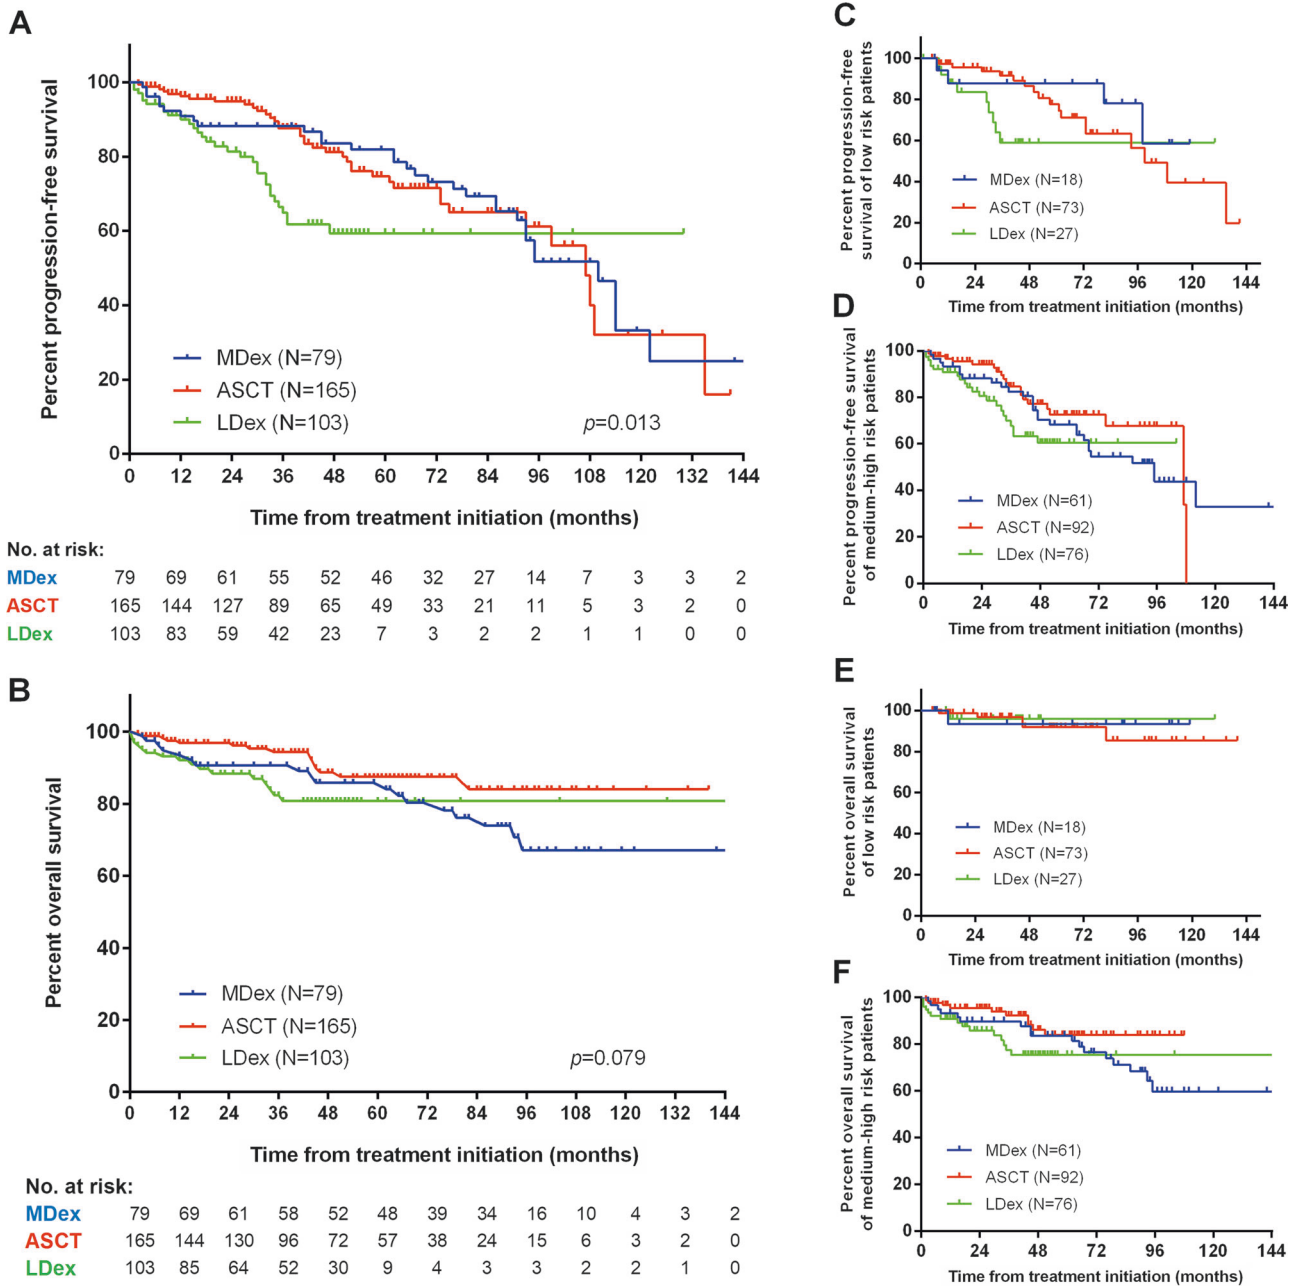 A
Percent progression-free survival
100
80
60
40
20
0
MDex (N=79)
ASCT (N=165)
LDex (N=103)
p=0.013
0 12 24 36 48 60 72 84 96 108 120 132 144
Time from treatment initiation (months)
No. at risk:
MDex 79 69 61 55 52 46 32 27 14 7 3 3 2
ASCT 165 144 127 89 65 49 33 21 11 5 3 2 0
LDex 103 83 59 42 23 7 3 2 2 1 1 0 0
B
Percent overall survival
100
80
60
40
20
0
MDex (N=79)
ASCT (N=165)
LDex (N=103)
p=0.079
0 12 24 36 48 60 72 84 96 108 120 132 144
Time from treatment initiation (months)
No. at risk:
MDex 79 69 61 58 52 48 39 34 16 10 4 3 2
ASCT 165 144 130 96 72 57 38 24 15 6 3 2 0
LDex 103 85 64 52 30 9 4 3 3 2 2 1 0
C
Percent progression-free
survival of low risk patients
100
80
60
40
20
0
MDex (N=18)
ASCT (N=73)
LDex (N=27)
0 24 48 72 96 120 144
Time from treatment initiation (months)
D
Percent progression-free survival
of medium-high risk patients
100
80
60
40
20
0
MDex (N=61)
ASCT (N=92)
LDex (N=76)
0 24 48 72 96 120 144
Time from treatment initiation (months)
E
Percent overall survival
of low risk patients
100
80
60
40
20
0
MDex (N=18)
ASCT (N=73)
LDex (N=27)
0 24 48 72 96 120 144
Time from treatment initiation (months)
F
Percent overall survival
of medium-high risk patients
100
80
60
40
20
0
MDex (N=61)
ASCT (N=92)
LDex (N=76)
0 24 48 72 96 120 144
Time from treatment initiation (months)